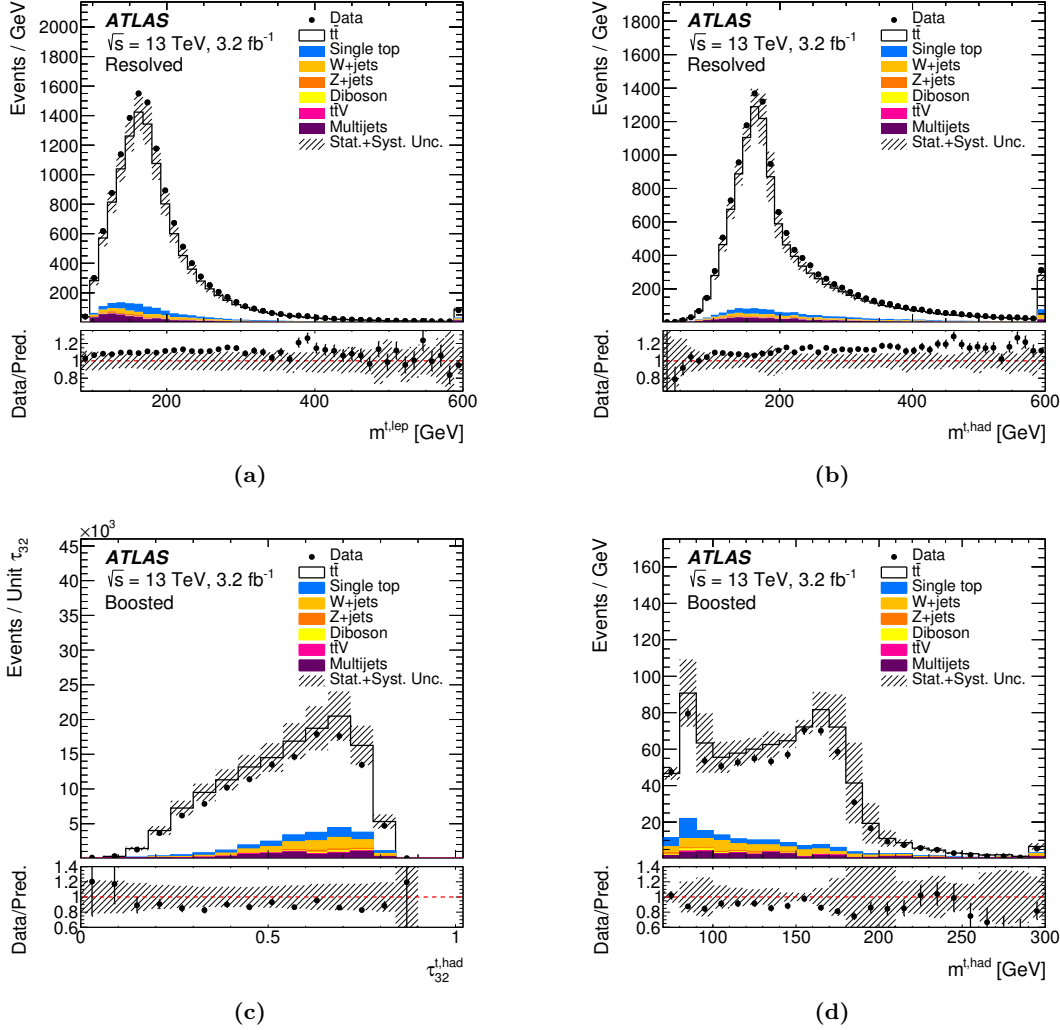 Events / GeV
2000
1800
1600
1400
1200
1000
800
600
400
200
ATLAS
√s = 13 TeV, 3.2 fb⁻¹
Resolved
Data
tt̄
Single top
W+jets
Z+jets
Diboson
tt̄V
Multijets
Stat.+Syst. Unc.
Data/Pred.
1.2
1
0.8
200
400
600
m^{t,lep} [GeV]
(a)
Events / GeV
1800
1600
1400
1200
1000
800
600
400
200
ATLAS
√s = 13 TeV, 3.2 fb⁻¹
Resolved
Data
tt̄
Single top
W+jets
Z+jets
Diboson
tt̄V
Multijets
Stat.+Syst. Unc.
Data/Pred.
1.2
1
0.8
200
400
600
m^{t,had} [GeV]
(b)
×10³
Events / Unit τ₃₂
45
40
35
30
25
20
15
10
5
ATLAS
√s = 13 TeV, 3.2 fb⁻¹
Boosted
Data
tt̄
Single top
W+jets
Z+jets
Diboson
tt̄V
Multijets
Stat.+Syst. Unc.
Data/Pred.
1.4
1.2
1.0
0.8
0.6
0
0.5
1
τ₃₂^{t,had}
(c)
Events / GeV
160
140
120
100
80
60
40
20
ATLAS
√s = 13 TeV, 3.2 fb⁻¹
Boosted
Data
tt̄
Single top
W+jets
Z+jets
Diboson
tt̄V
Multijets
Stat.+Syst. Unc.
Data/Pred.
1.4
1.2
1
0.8
0.6
100
150
200
250
300
m^{t,had} [GeV]
(d)